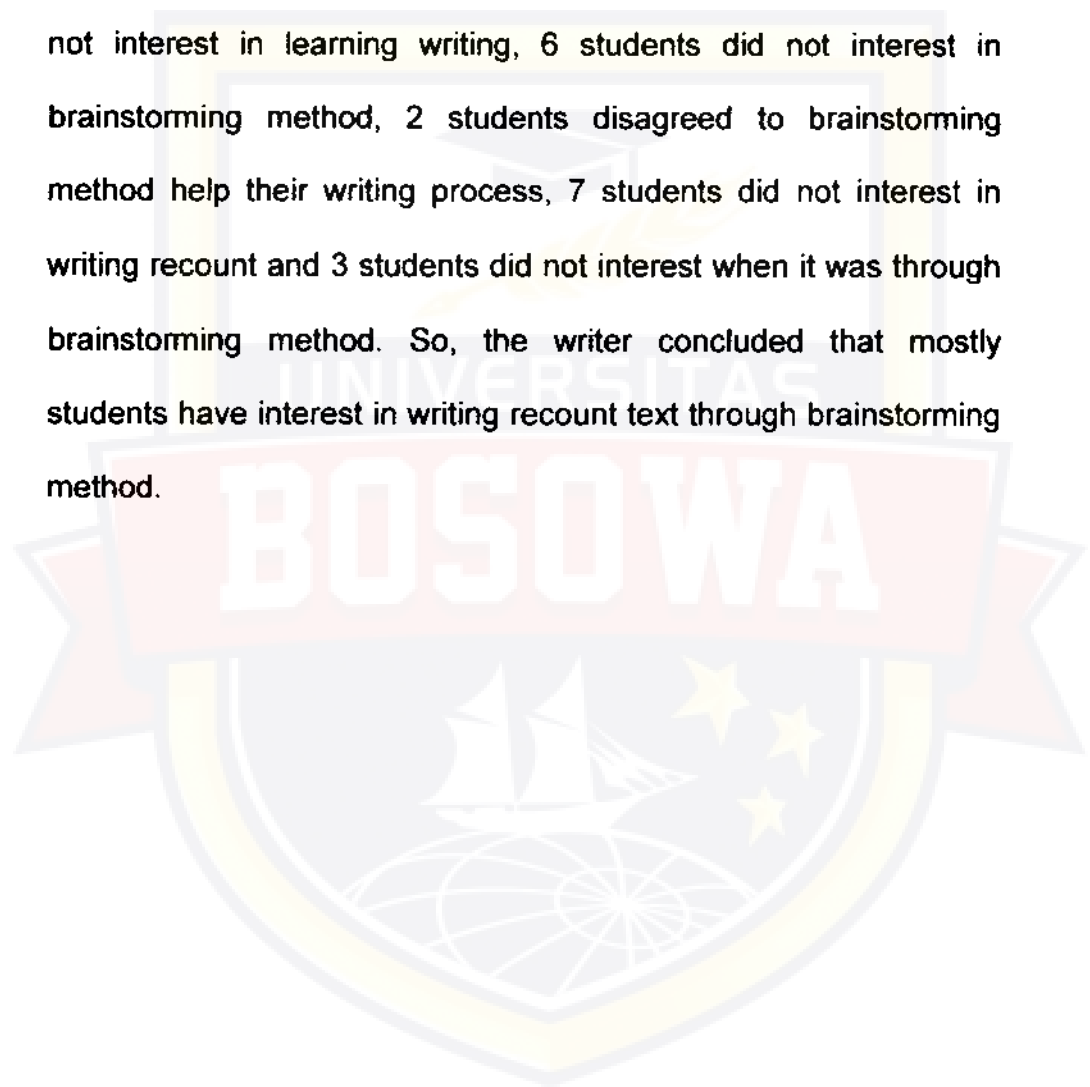 not interest in learning writing, 6 students did not interest in
brainstorming method, 2 students disagreed to brainstorming
method help their writing process, 7 students did not interest in
writing recount and 3 students did not interest when it was through
brainstorming method. So, the writer concluded that mostly
UNIVERSITAS
students have interest in writing recount text through brainstorming
method.
BOSOWA